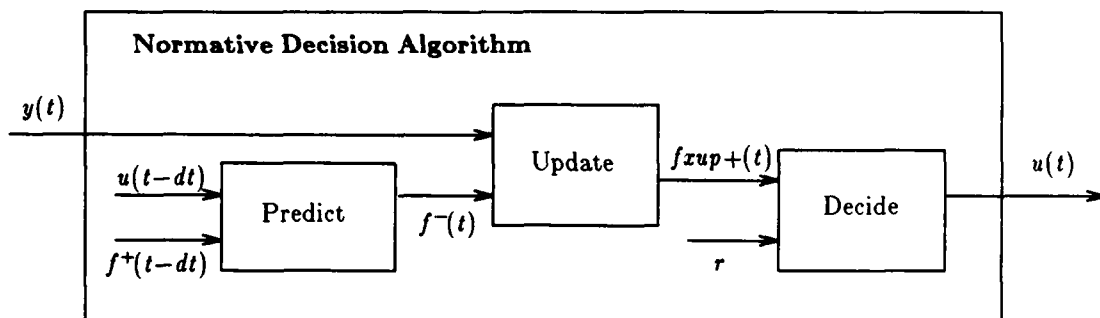 Normative Decision Algorithm
y(t)
Update
fxup+(t)
u(t)
u(t-dt)
Predict
f⁻(t)
Decide
f⁺(t-dt)
r